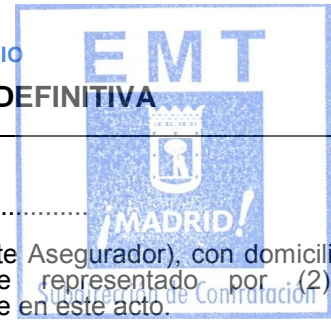 IO
EMT
DEFINITIVA
¡MADRID!
te Asegurador), con domicili
e representado por (2)
Subdirección de Contratación
e en este acto.